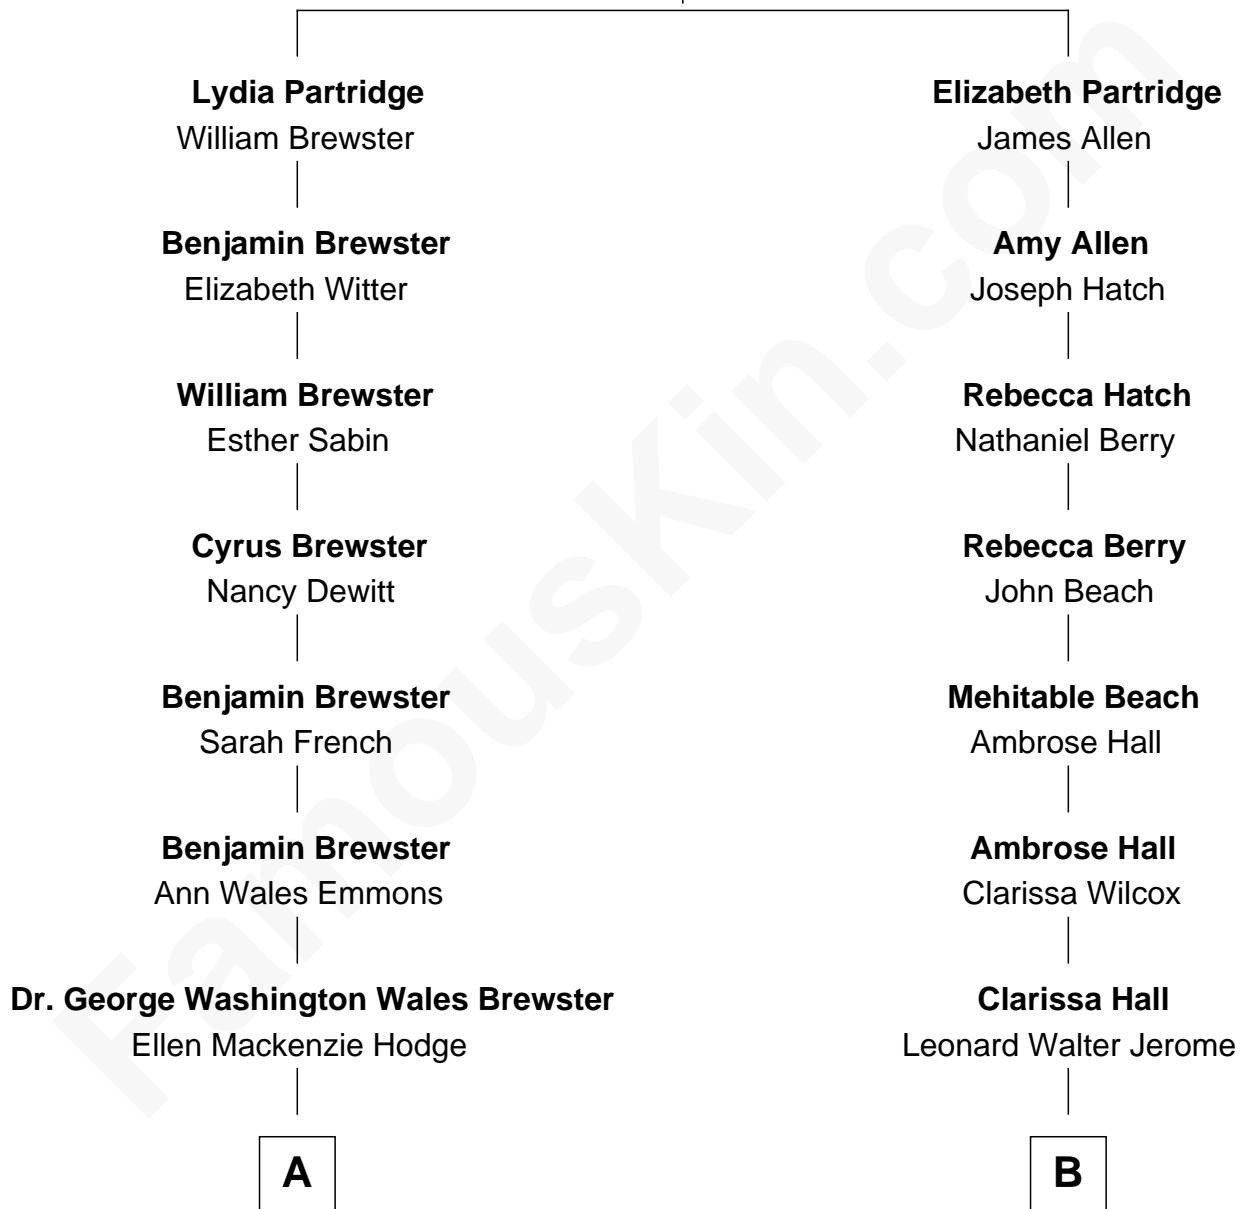 Lydia Partridge
William Brewster
Benjamin Brewster
Elizabeth Witter
William Brewster
Esther Sabin
Cyrus Brewster
Nancy Dewitt
Benjamin Brewster
Sarah French
Benjamin Brewster
Ann Wales Emmons
Dr. George Washington Wales Brewster
Ellen Mackenzie Hodge
A
Elizabeth Partridge
James Allen
Amy Allen
Joseph Hatch
Rebecca Hatch
Nathaniel Berry
Rebecca Berry
John Beach
Mehitable Beach
Ambrose Hall
Ambrose Hall
Clarissa Wilcox
Clarissa Hall
Leonard Walter Jerome
B
FamousKin.com